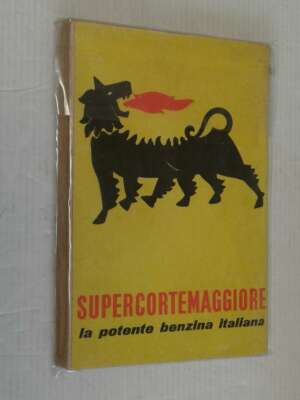 SUPERCORTEMAGGIORE
la potente benzina italiana